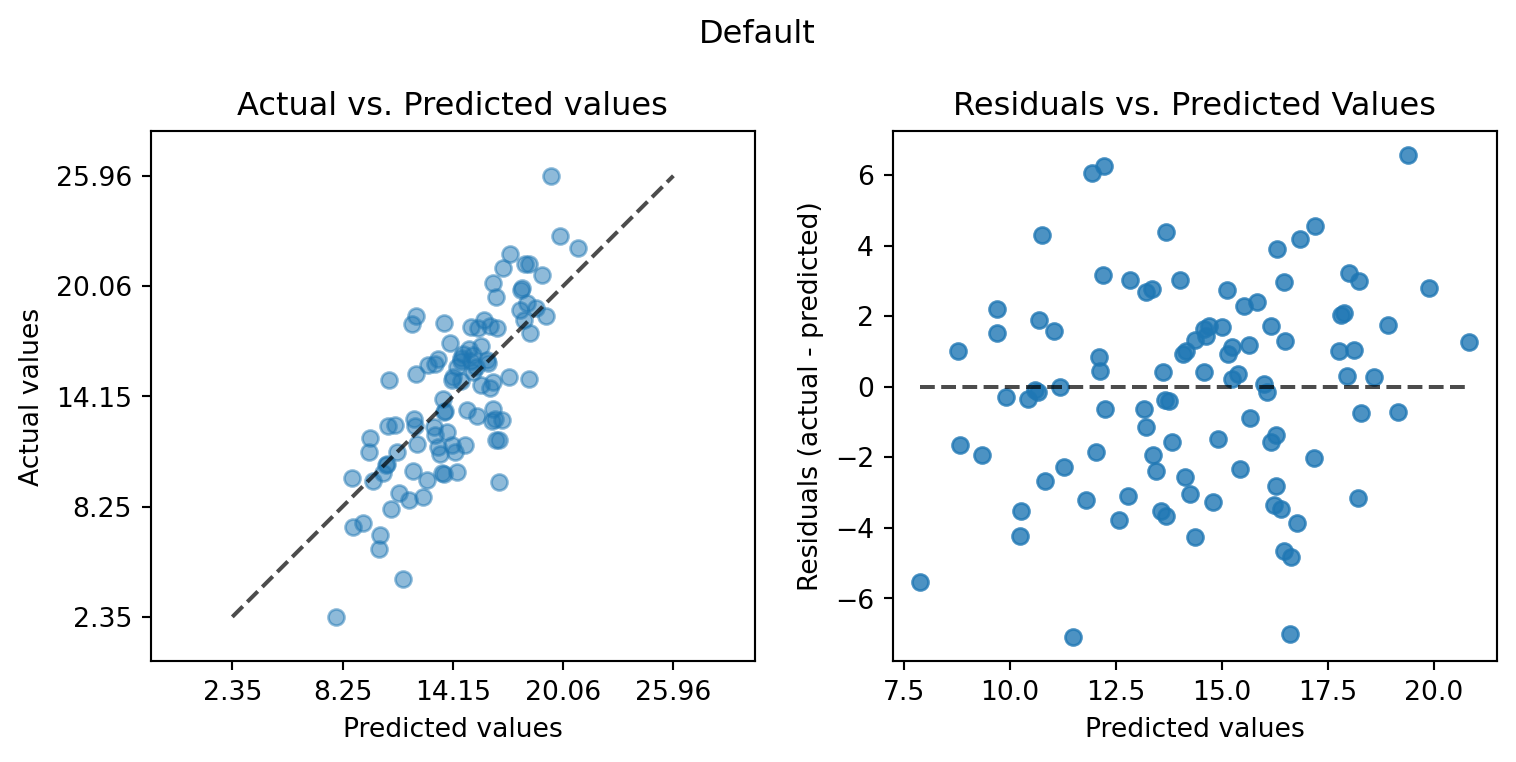 Default
Actual vs. Predicted values
Actual values
25.96
20.06
14.15
8.25
2.35
2.35 8.25 14.15 20.06 25.96
Predicted values
Residuals vs. Predicted Values
Residuals (actual - predicted)
6
4
2
0
−2
−4
−6
7.5 10.0 12.5 15.0 17.5 20.0
Predicted values